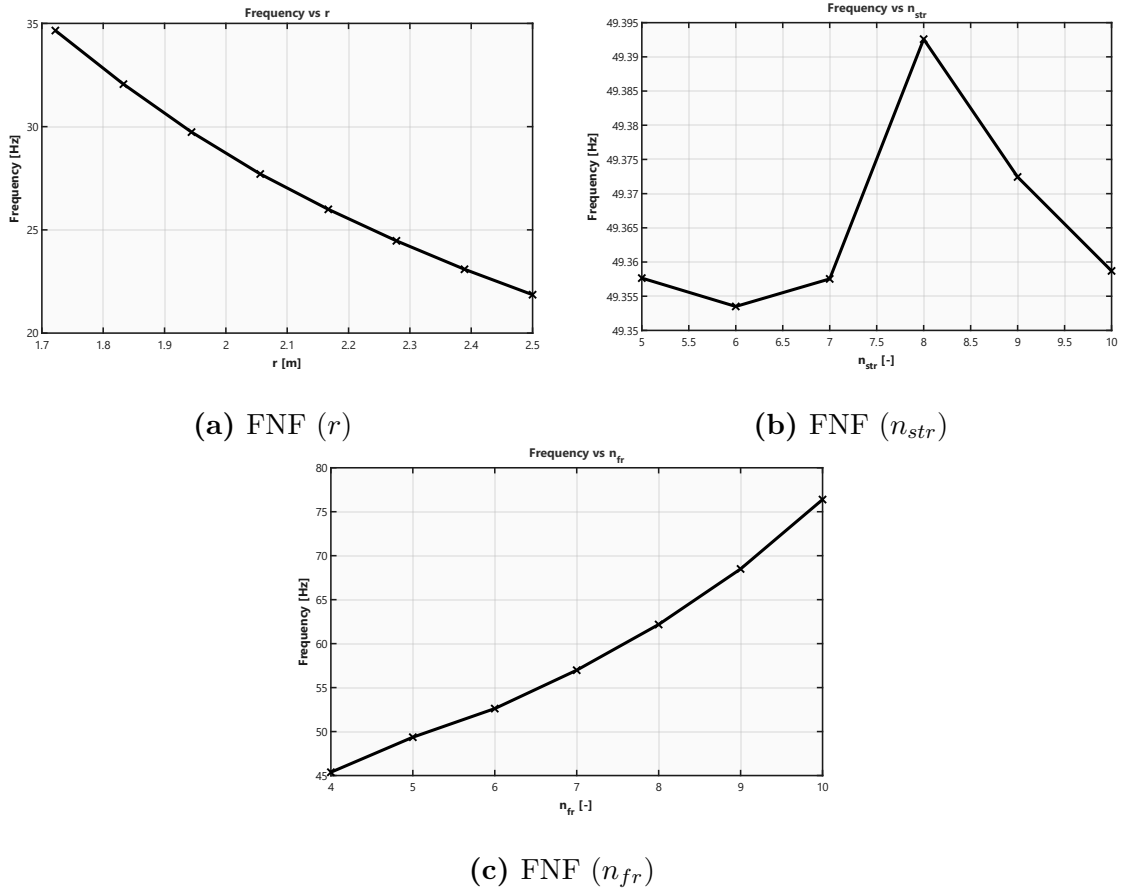 Frequency vs r
35
30
25
20
1.7 1.8 1.9 2 2.1 2.2 2.3 2.4 2.5
Frequency [Hz]
r [m]
(a) FNF (r)
Frequency vs n_str
49.395
49.39
49.385
49.38
49.375
49.37
49.365
49.36
49.355
49.35
5 5.5 6 6.5 7 7.5 8 8.5 9 9.5 10
Frequency [Hz]
n_str [-]
(b) FNF (n_str)
Frequency vs n_fr
80
75
70
65
60
55
50
45
4 5 6 7 8 9 10
Frequency [Hz]
n_fr [-]
(c) FNF (n_fr)